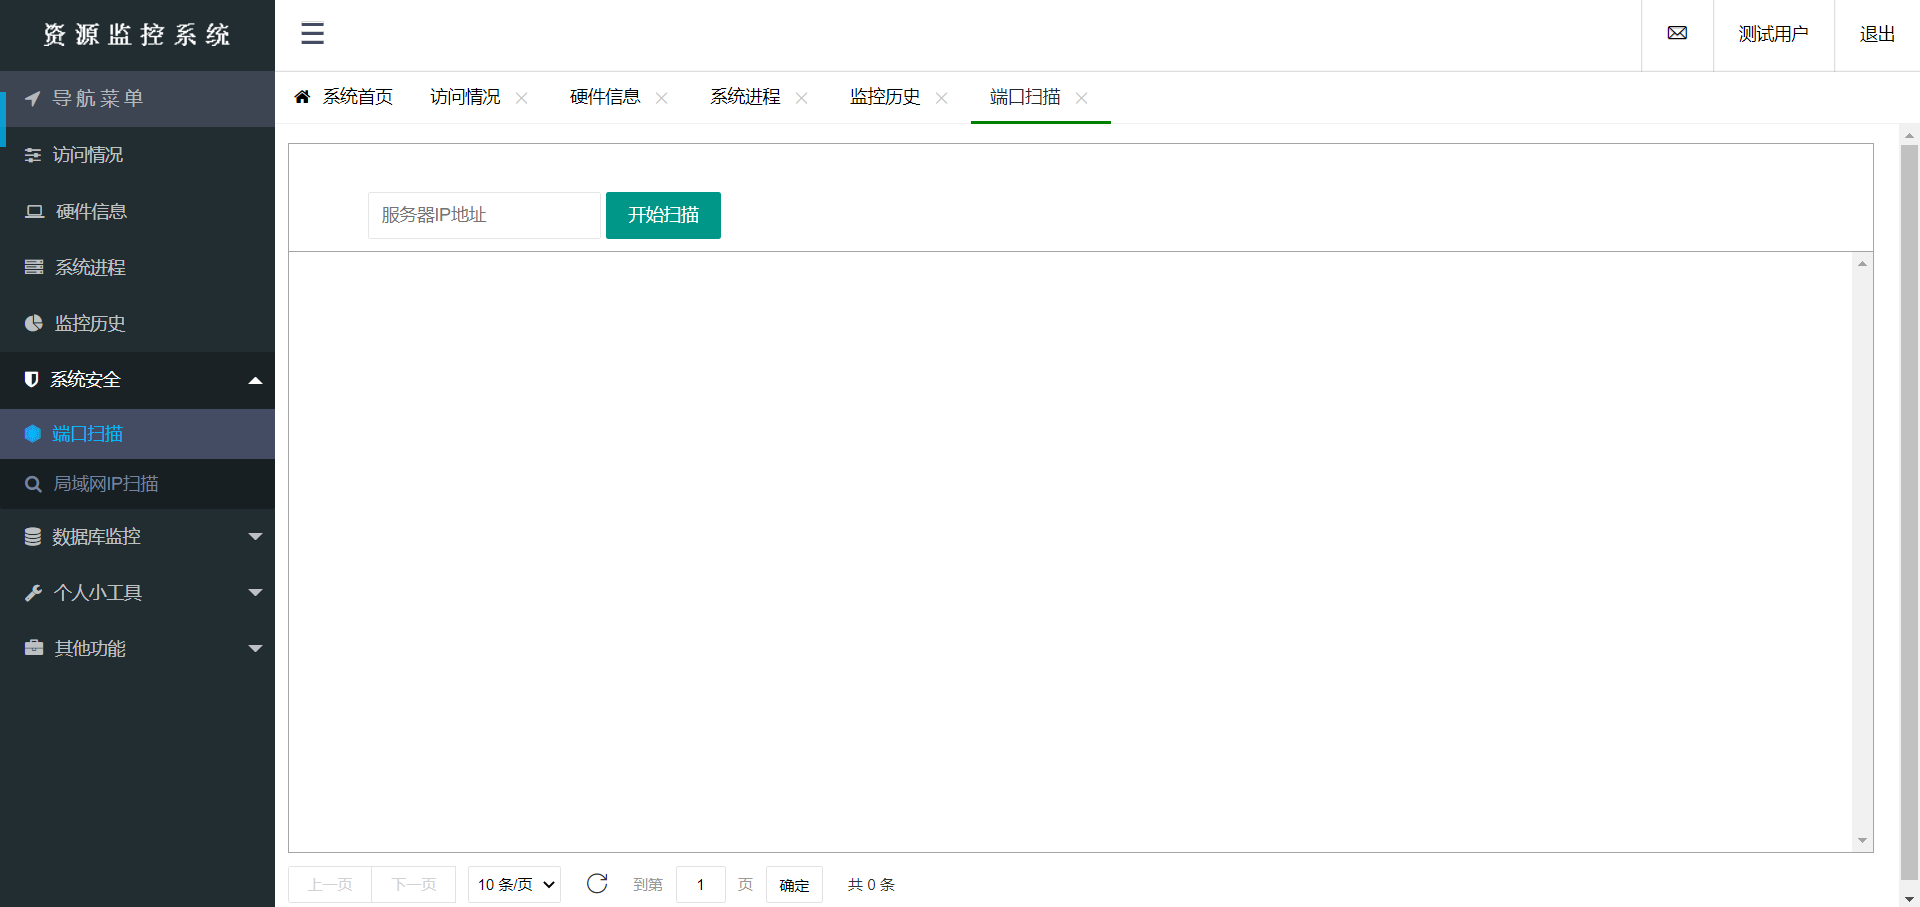 资源监控系统
测试用户
退出
导航菜单
系统首页
访问情况
硬件信息
系统进程
监控历史
端口扫描
访问情况
硬件信息
系统进程
监控历史
系统安全
端口扫描
局域网IP扫描
数据库监控
个人小工具
其他功能
服务器IP地址
开始扫描
上一页
下一页
10 条/页
到第
1
页
确定
共 0 条